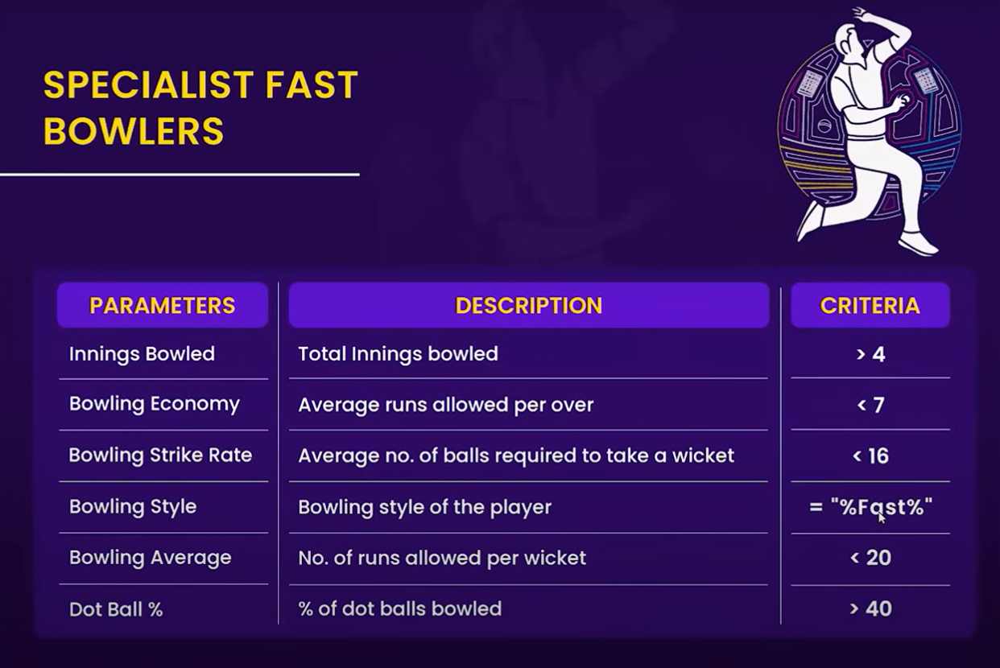 SPECIALIST FAST
BOWLERS
PARAMETERS DESCRIPTION CRITERIA
Innings Bowled Total Innings bowled > 4
Bowling Economy Average runs allowed per over < 7
Bowling Strike Rate Average no. of balls required to take a wicket < 16
Bowling Style Bowling style of the player = "%Fast%"
Bowling Average No. of runs allowed per wicket < 20
Dot Ball % % of dot balls bowled > 40